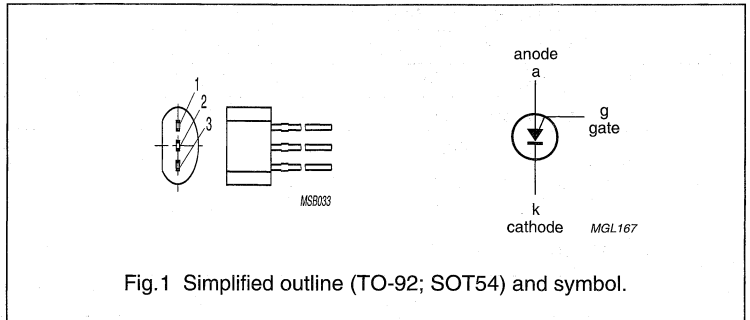 1
2
3
MSB033
anode
a
g
gate
k
cathode
MGL167
Fig.1 Simplified outline (TO-92; SOT54) and symbol.